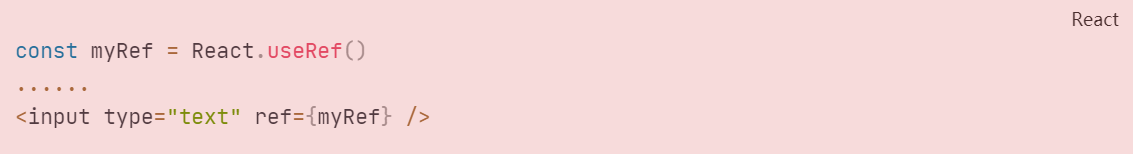 React
const myRef = React.useRef()
......
<input type="text" ref={myRef} />